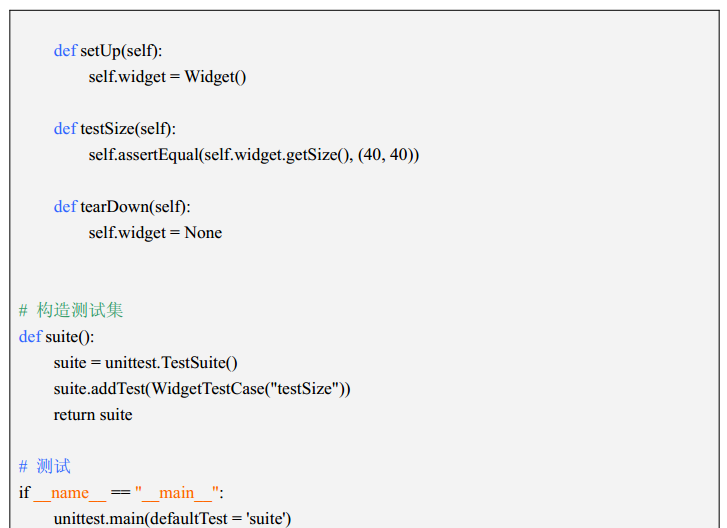 def setUp(self):
self.widget = Widget()
def testSize(self):
self.assertEqual(self.widget.getSize(), (40, 40))
def tearDown(self):
self.widget = None
# 构造测试集
def suite():
suite = unittest.TestSuite()
suite.addTest(WidgetTestCase("testSize"))
return suite
# 测试
if __name__ == "__main__":
unittest.main(defaultTest = 'suite')